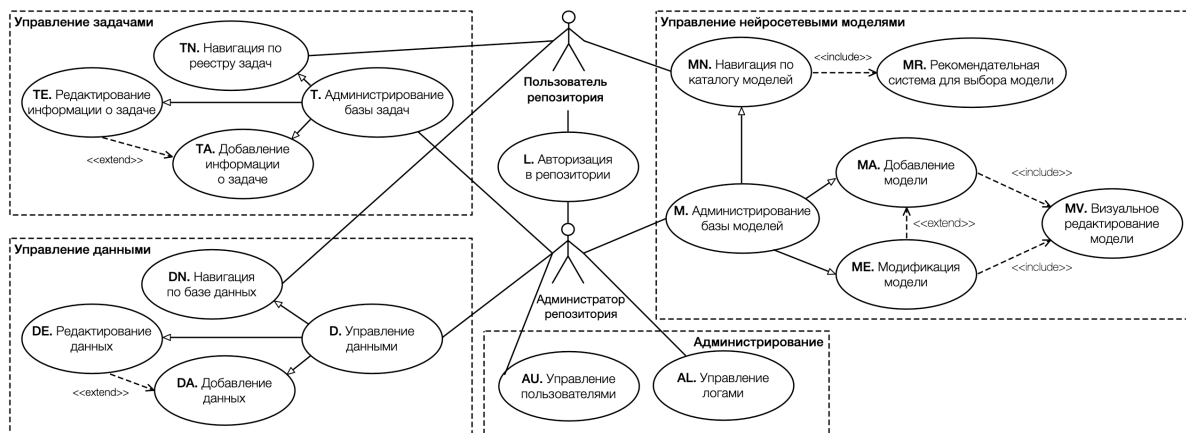 Управление задачами
TN. Навигация по
реестру задач
TE. Редактирование
информации о задаче
T. Администрирование
базы задач
<<extend>>
TA. Добавление
информации
о задаче
Пользователь
репозитория
L. Авторизация
в репозитории
Управление нейросетевыми моделями
MN. Навигация по
каталогу моделей
<<include>>
MR. Рекомендательная
система для выбора модели
MA. Добавление
модели
<<include>>
M. Администрирование
базы моделей
<<extend>>
MV. Визуальное
редактирование
модели
ME. Модификация
модели
<<include>>
Управление данными
DN. Навигация
по базе данных
DE. Редактирование
данных
D. Управление
данными
<<extend>>
DA. Добавление
данных
Администратор
репозитория
Администрирование
AU. Управление
пользователями
AL. Управление
логами